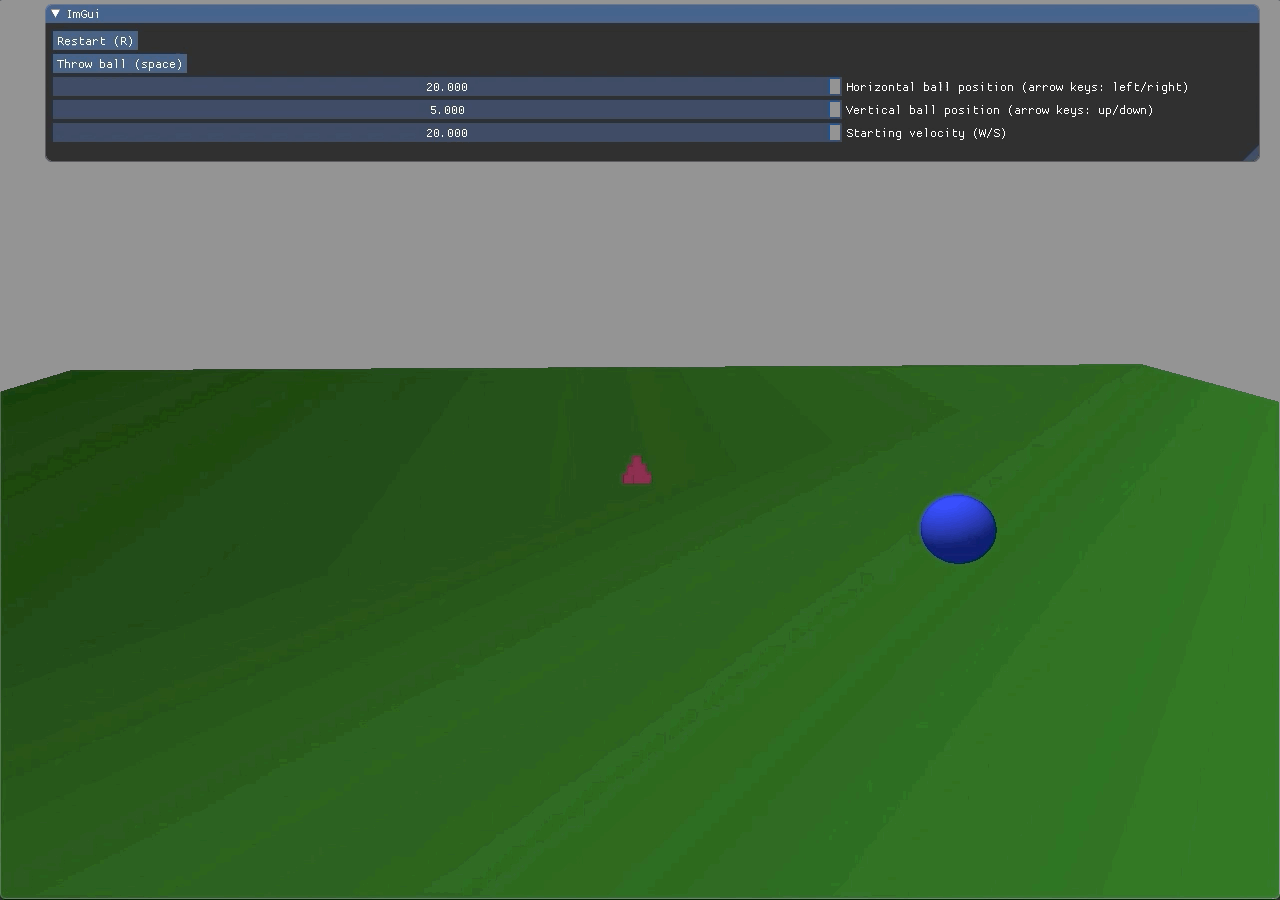 ImGui
Restart (R)
Throw ball (space)
20.000 Horizontal ball position (arrow keys: left/right)
5.000 Vertical ball position (arrow keys: up/down)
20.000 Starting velocity (W/S)